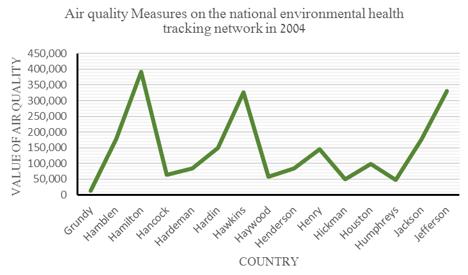 Air quality Measures on the national environmental health
tracking network in 2004
VALUE OF AIR QUALITY
450,000
400,000
350,000
300,000
250,000
200,000
150,000
100,000
50,000
0
Grundy
Hamblen
Hamilton
Hancock
Hardeman
Hardin
Hawkins
Haywood
Henderson
Henry
Hickman
Houston
Humphreys
Jackson
Jefferson
COUNTRY